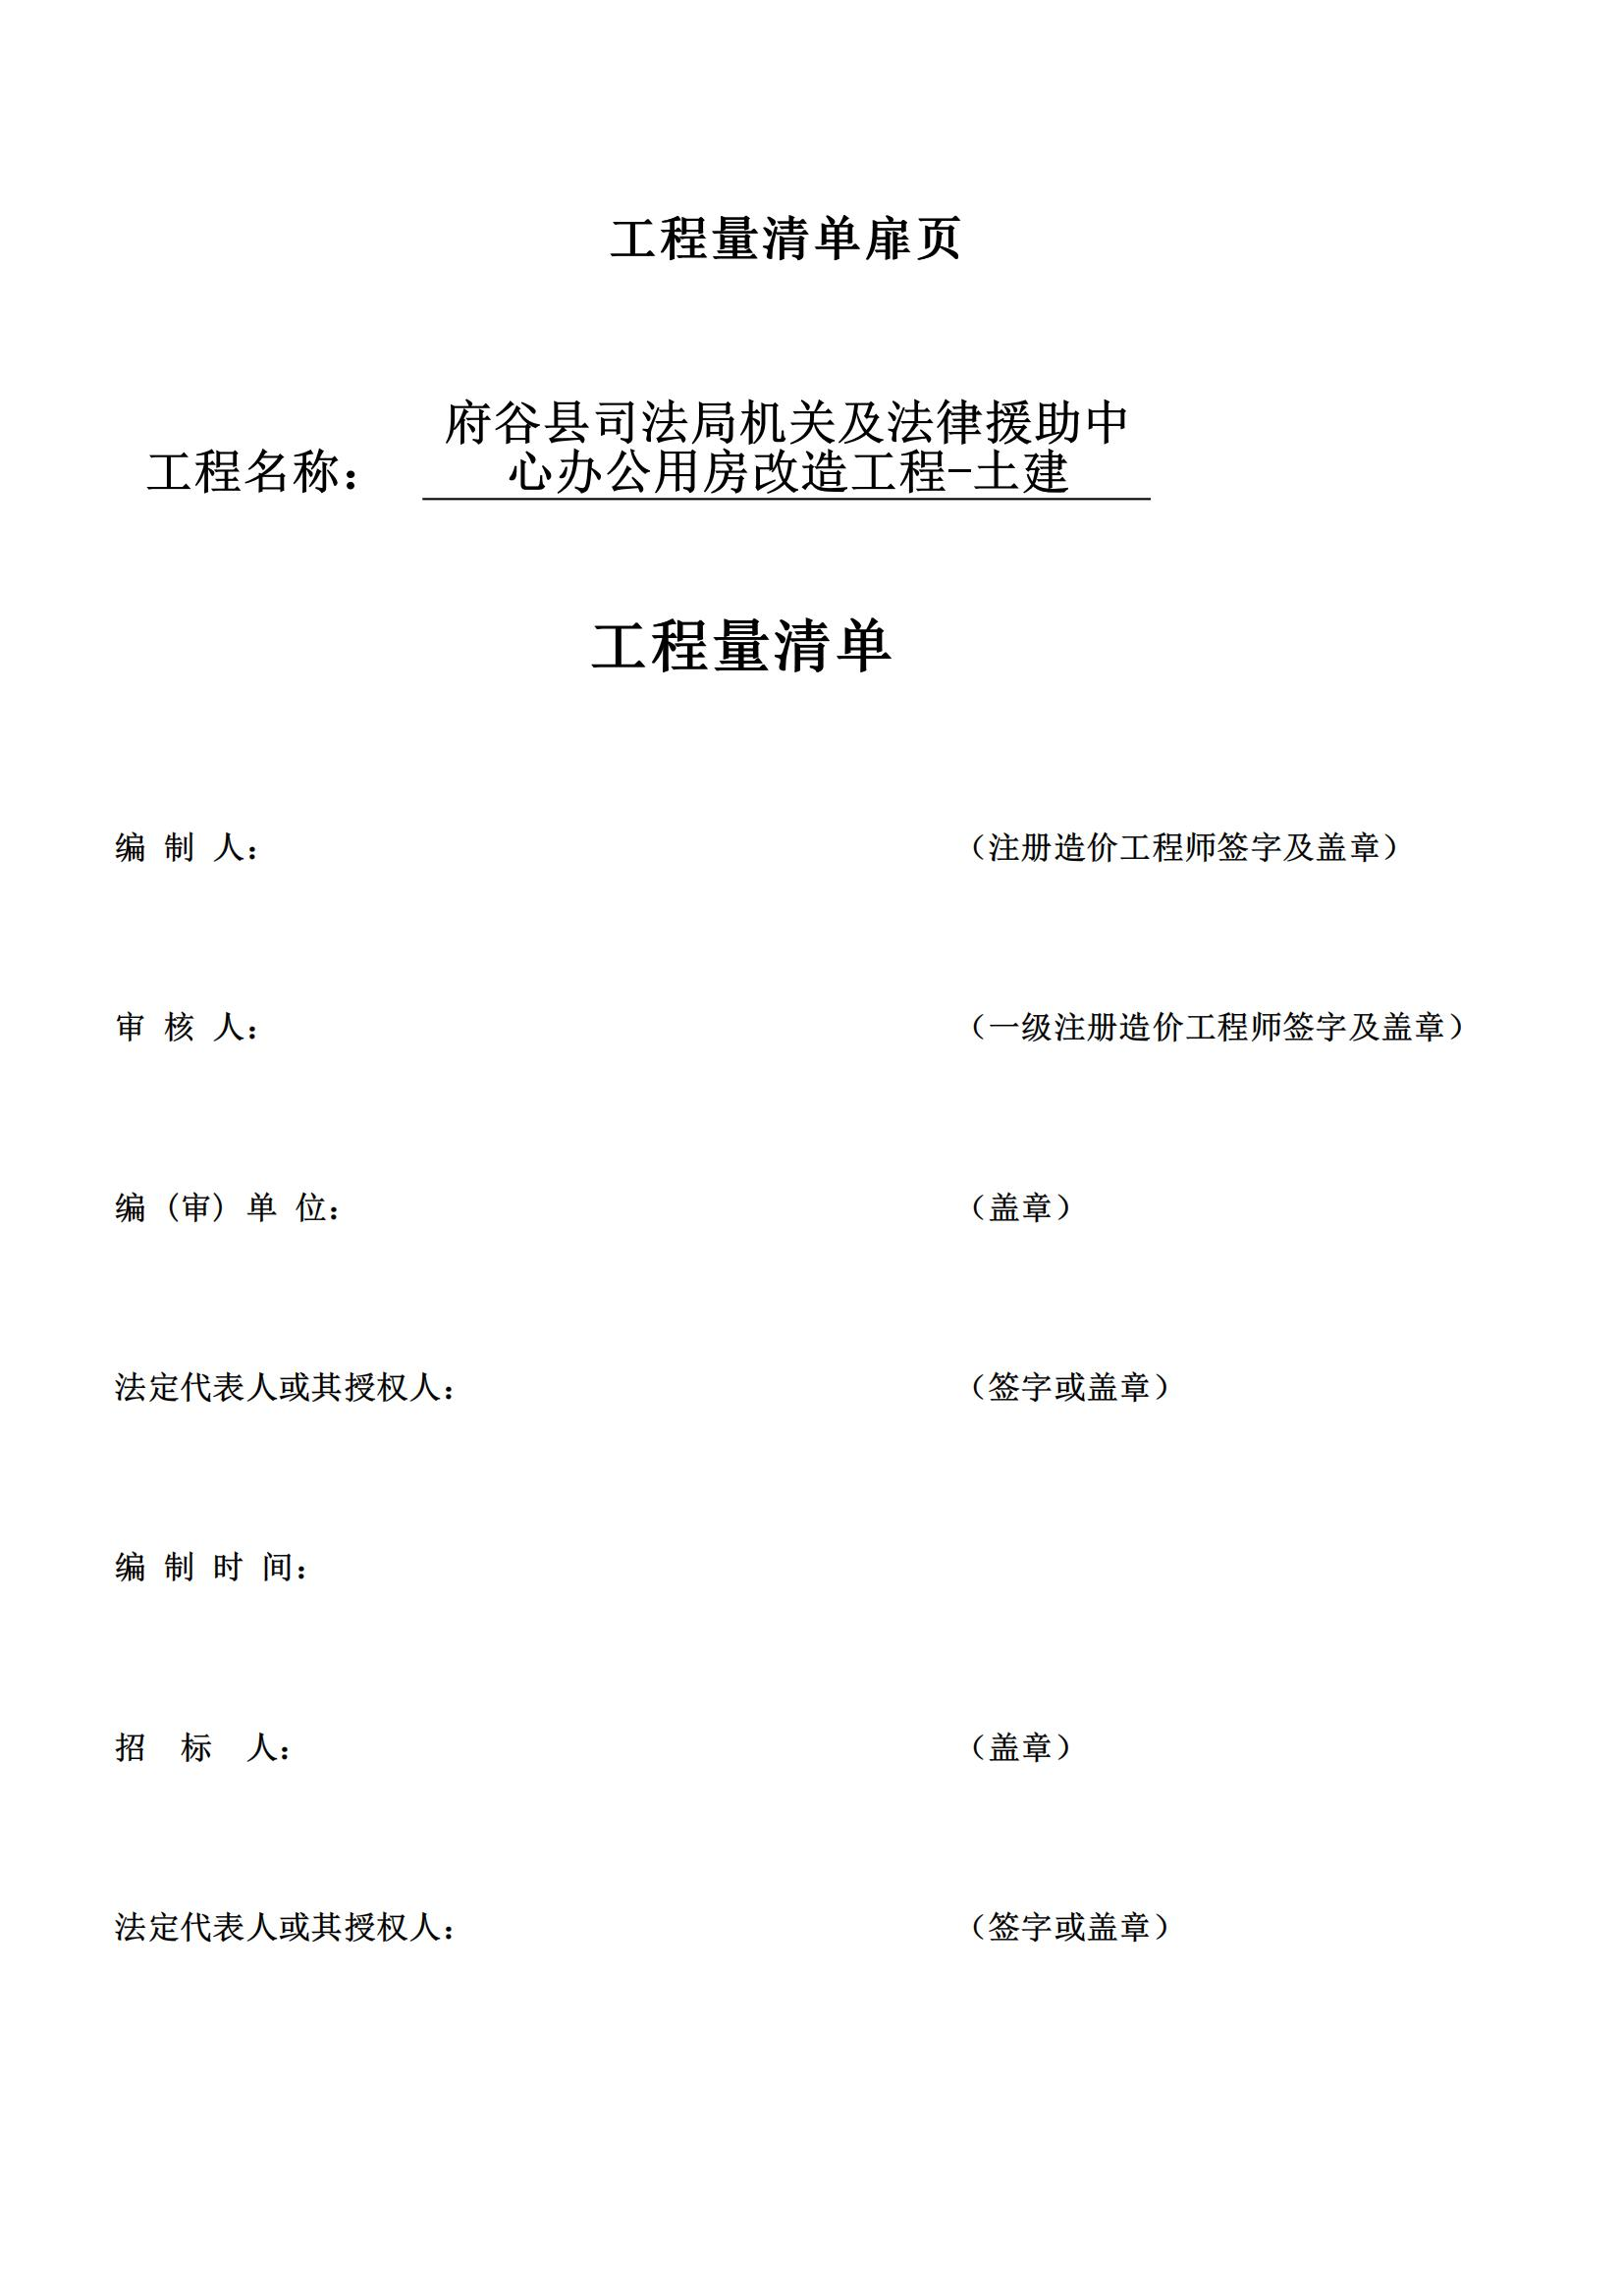 工程量清单扉页
府谷县司法局机关及法律援助中
工程名称： 心办公用房改造工程-土建
工程量清单
编 制 人： （注册造价工程师签字及盖章）
审 核 人： （一级注册造价工程师签字及盖章）
编（审）单 位： （盖章）
法定代表人或其授权人： （签字或盖章）
编 制 时 间：
招 标 人： （盖章）
法定代表人或其授权人： （签字或盖章）